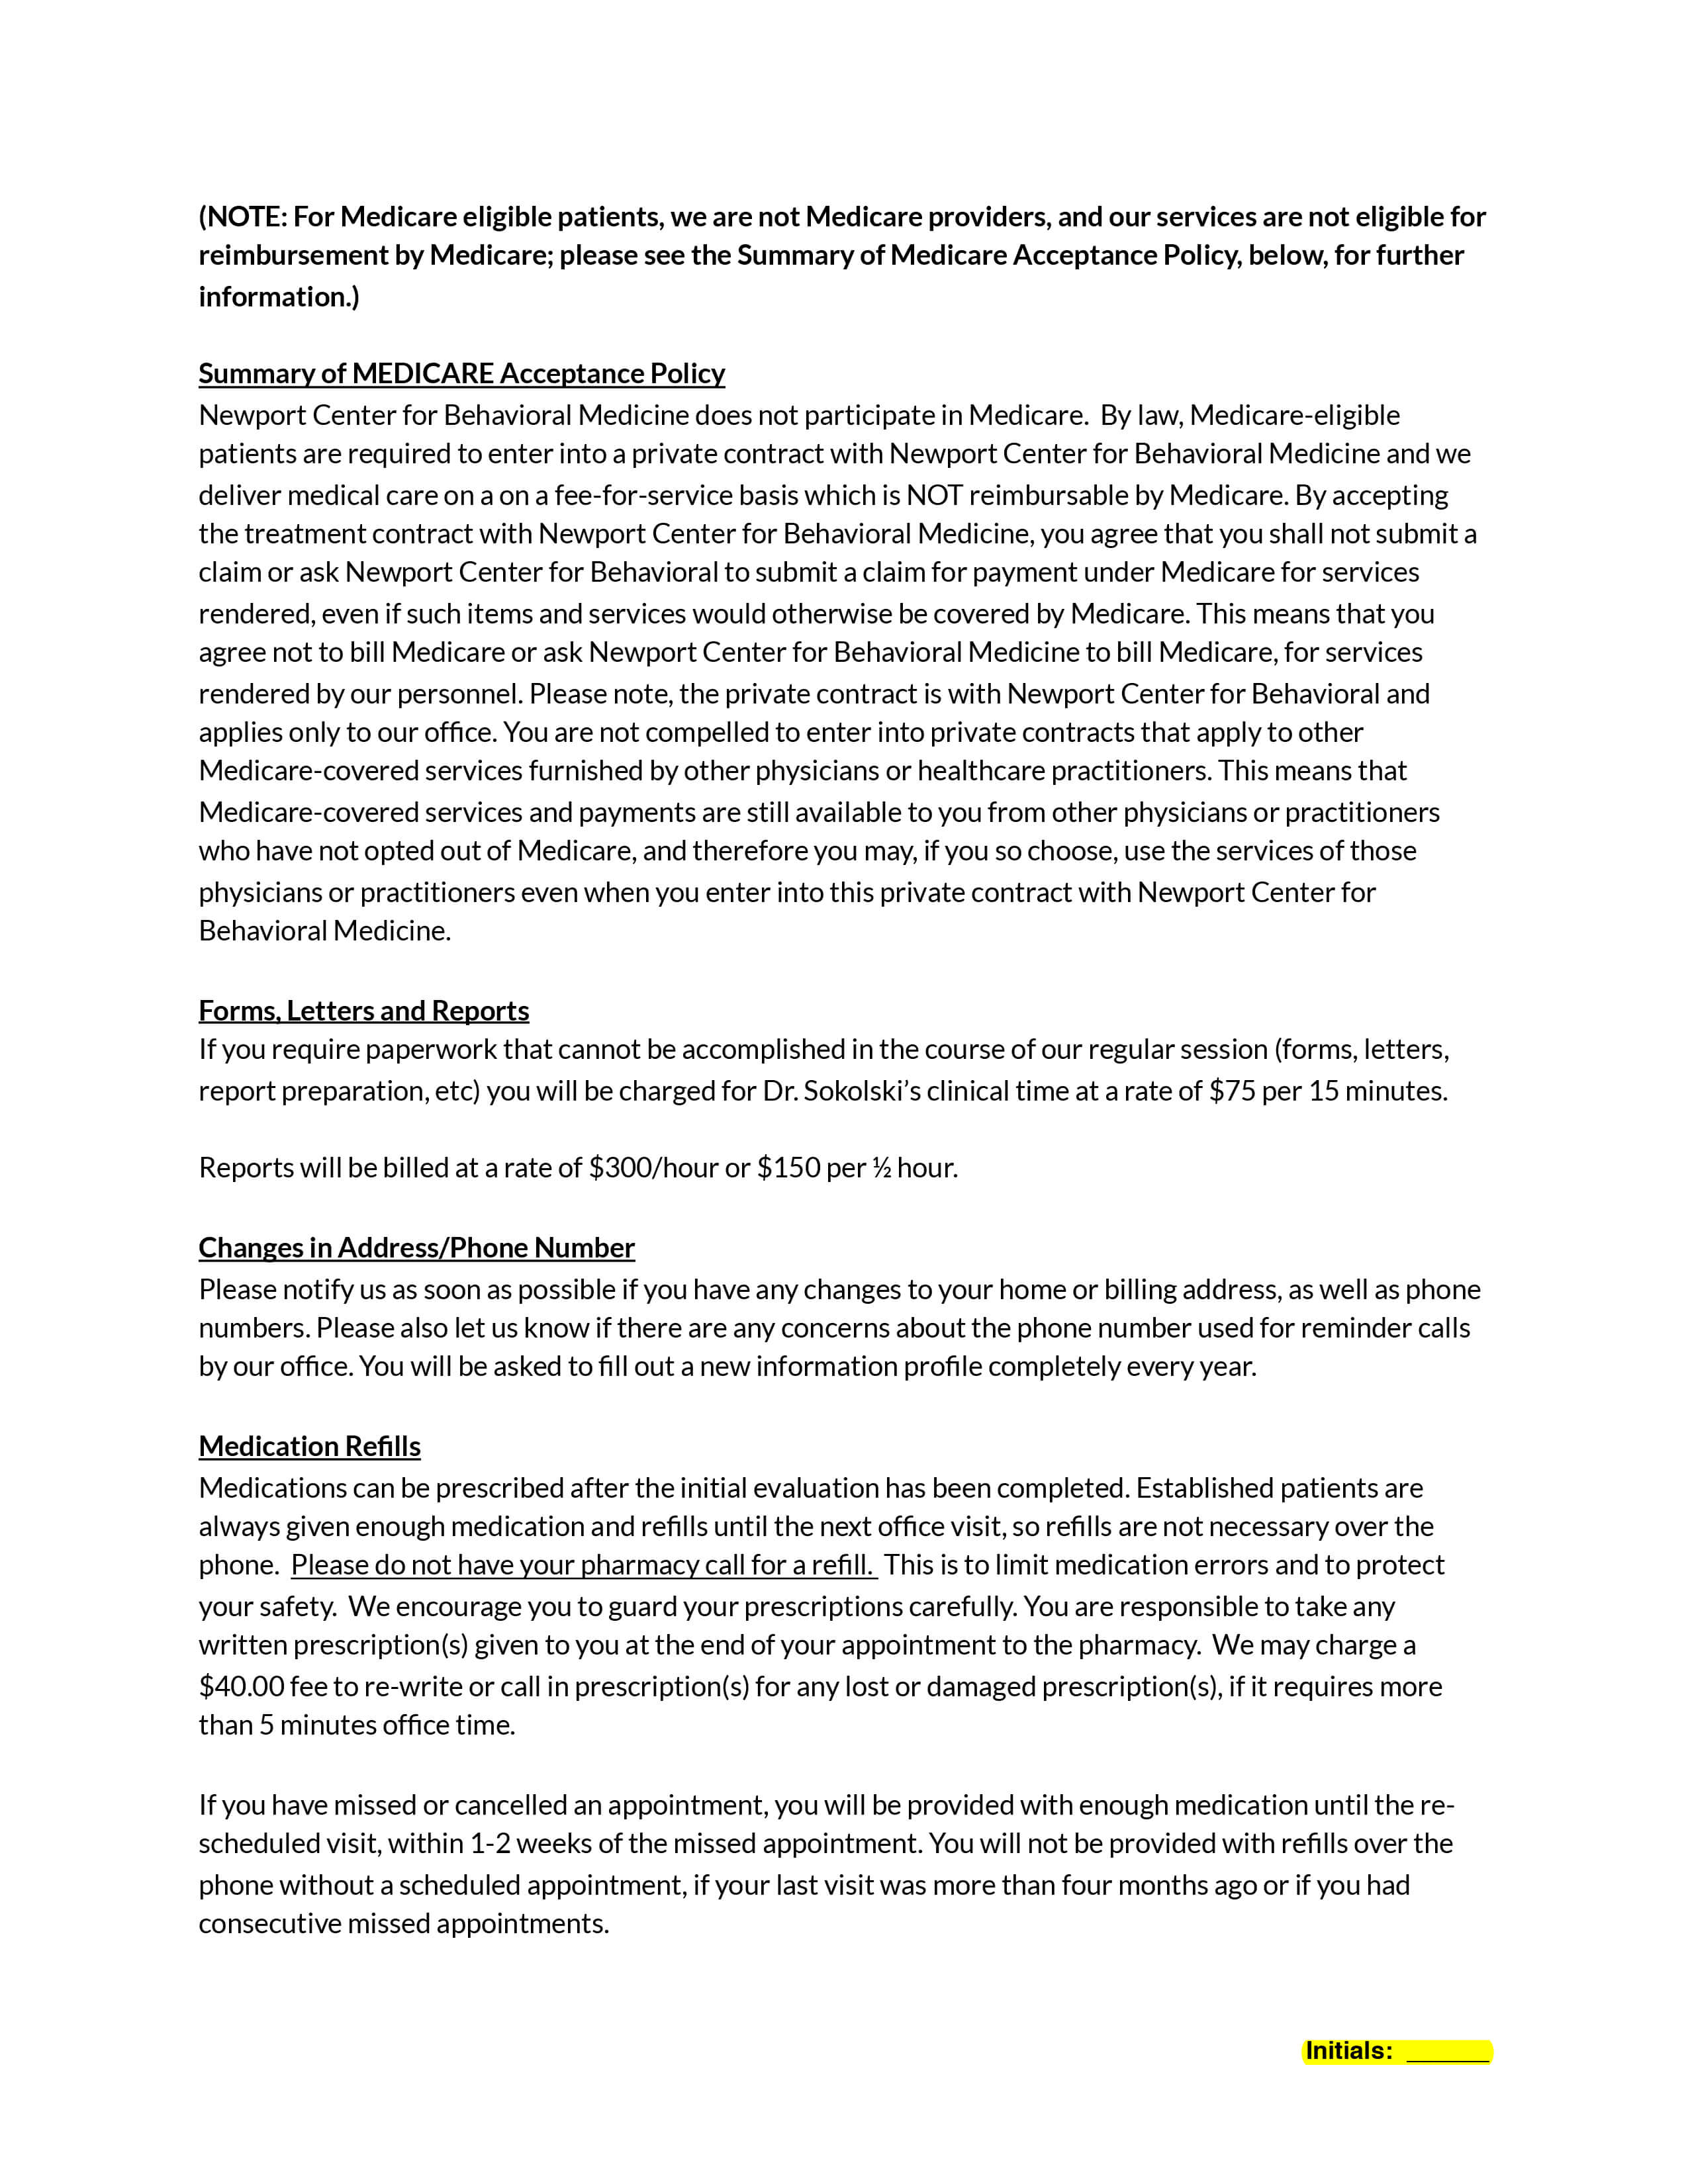 (NOTE: For Medicare eligible patients, we are not Medicare providers, and our services are not eligible for
reimbursement by Medicare; please see the Summary of Medicare Acceptance Policy, below, for further
information.)
Summary of MEDICARE Acceptance Policy
Newport Center for Behavioral Medicine does not participate in Medicare.  By law, Medicare-eligible
patients are required to enter into a private contract with Newport Center for Behavioral Medicine and we
deliver medical care on a on a fee-for-service basis which is NOT reimbursable by Medicare. By accepting
the treatment contract with Newport Center for Behavioral Medicine, you agree that you shall not submit a
claim or ask Newport Center for Behavioral to submit a claim for payment under Medicare for services
rendered, even if such items and services would otherwise be covered by Medicare. This means that you
agree not to bill Medicare or ask Newport Center for Behavioral Medicine to bill Medicare, for services
rendered by our personnel. Please note, the private contract is with Newport Center for Behavioral and
applies only to our office. You are not compelled to enter into private contracts that apply to other
Medicare-covered services furnished by other physicians or healthcare practitioners. This means that
Medicare-covered services and payments are still available to you from other physicians or practitioners
who have not opted out of Medicare, and therefore you may, if you so choose, use the services of those
physicians or practitioners even when you enter into this private contract with Newport Center for
Behavioral Medicine.
Forms, Letters and Reports
If you require paperwork that cannot be accomplished in the course of our regular session (forms, letters,
report preparation, etc) you will be charged for Dr. Sokolski’s clinical time at a rate of $75 per 15 minutes.
Reports will be billed at a rate of $300/hour or $150 per ½ hour.
Changes in Address/Phone Number
Please notify us as soon as possible if you have any changes to your home or billing address, as well as phone
numbers. Please also let us know if there are any concerns about the phone number used for reminder calls
by our office. You will be asked to fill out a new information profile completely every year.
Medication Refills
Medications can be prescribed after the initial evaluation has been completed. Established patients are
always given enough medication and refills until the next office visit, so refills are not necessary over the
phone.  Please do not have your pharmacy call for a refill.  This is to limit medication errors and to protect
your safety.  We encourage you to guard your prescriptions carefully. You are responsible to take any
written prescription(s) given to you at the end of your appointment to the pharmacy.  We may charge a
$40.00 fee to re-write or call in prescription(s) for any lost or damaged prescription(s), if it requires more
than 5 minutes office time.
If you have missed or cancelled an appointment, you will be provided with enough medication until the re-
scheduled visit, within 1-2 weeks of the missed appointment. You will not be provided with refills over the
phone without a scheduled appointment, if your last visit was more than four months ago or if you had
consecutive missed appointments.
Initials:  ______